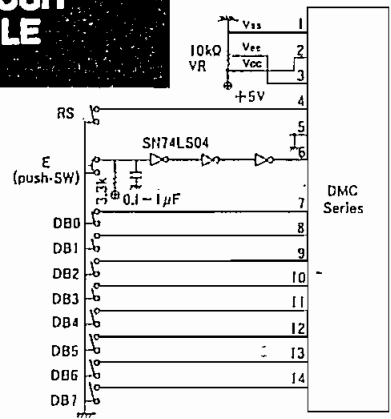 LE
Vss 1
10kΩ Vee 2
VR Vcc 3
+5V
RS 4
5
SN74LS04
E 6
(push-SW)
3.3k 0.1-1μF
DMC
Series
7
DB0 8
DB1 9
DB2 10
DB3 11
DB4 12
DB5 13
DB6 14
DB7